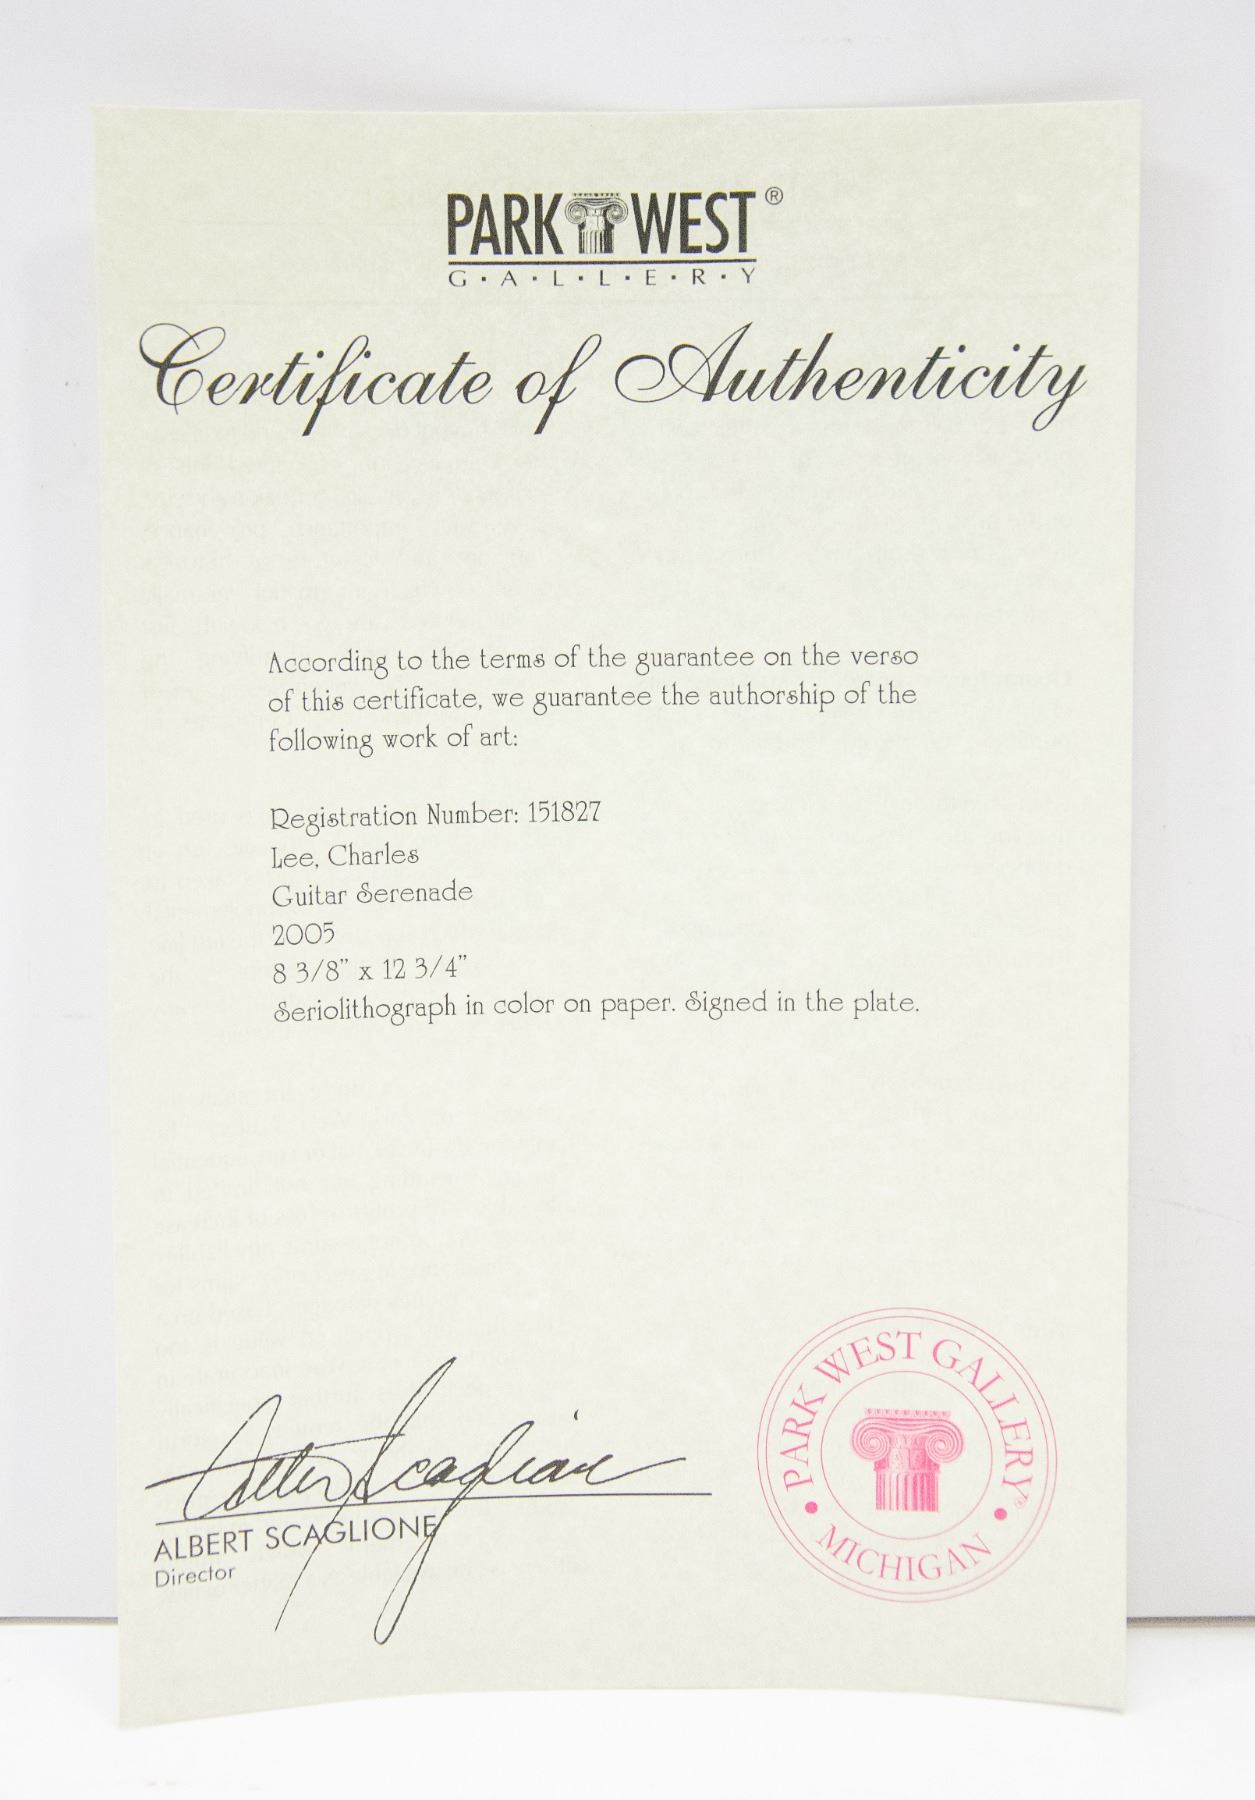 PARK WEST®
G·A·L·L·E·R·Y
Certificate of Authenticity
According to the terms of the guarantee on the verso
of this certificate, we guarantee the authorship of the
following work of art:
Registration Number: 151827
Lee, Charles
Guitar Serenade
2005
8 3/8” x 12 3/4”
Seriolithograph in color on paper. Signed in the plate.
Albert Scaglione
ALBERT SCAGLIONE
Director
PARK WEST GALLERY®
• MICHIGAN •